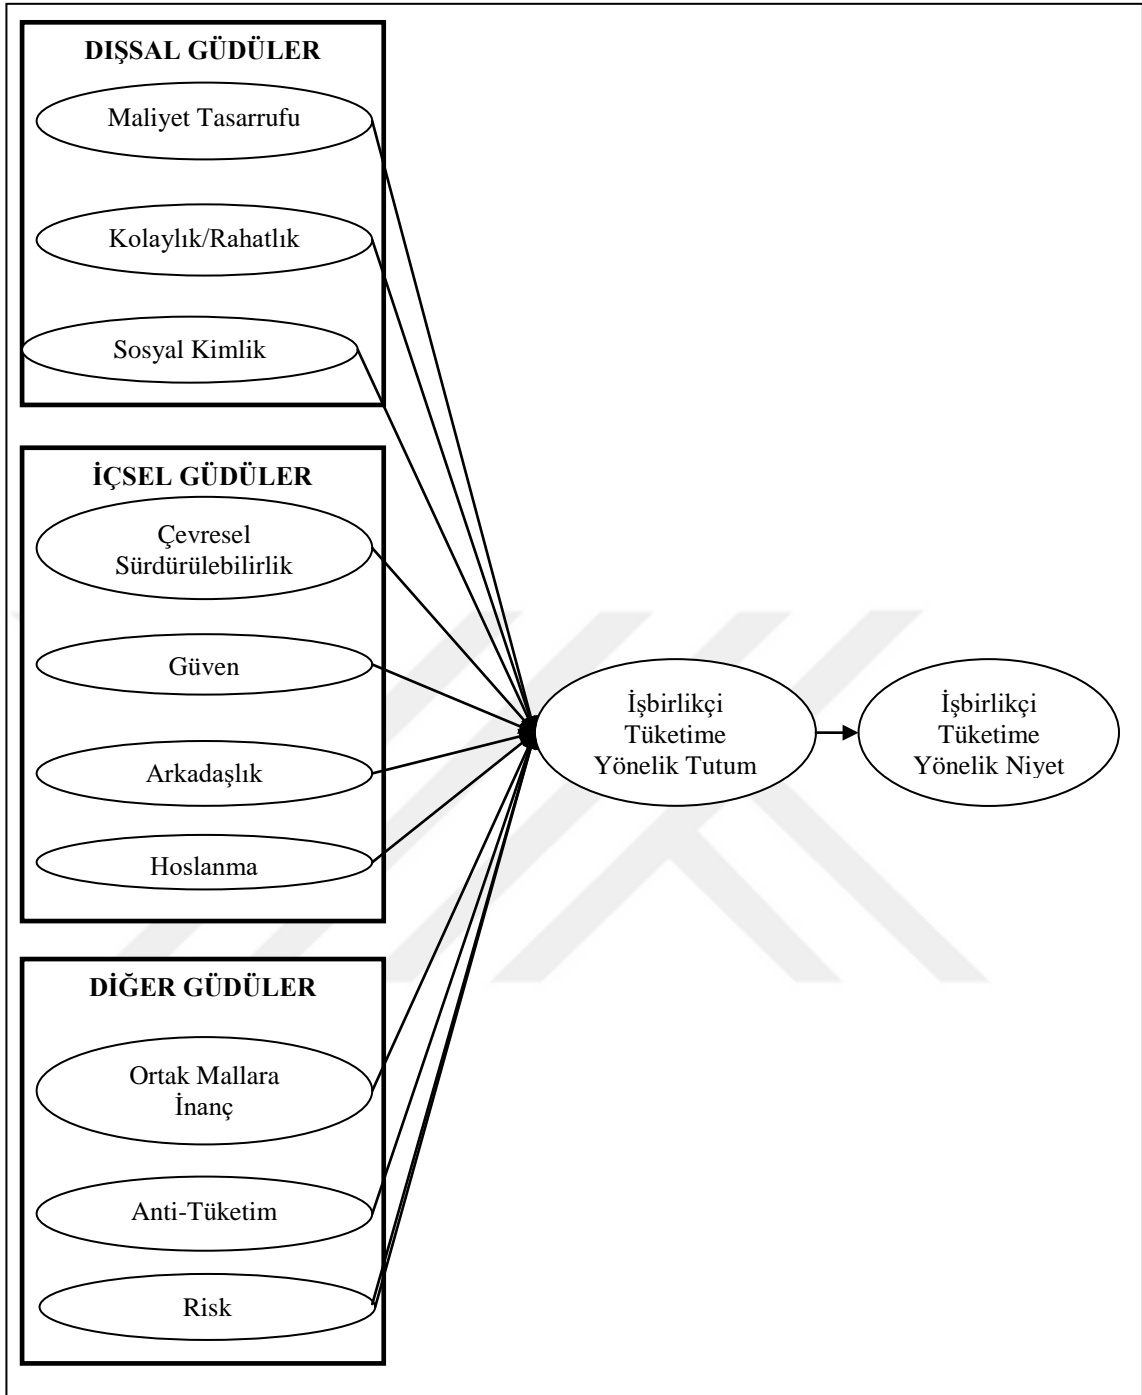 DIŞSAL GÜDÜLER
Maliyet Tasarrufu
Kolaylık/Rahatlık
Sosyal Kimlik
İÇSEL GÜDÜLER
Çevresel
Sürdürülebilirlik
Güven
Arkadaşlık
Hoslanma
DİĞER GÜDÜLER
Ortak Mallara
İnanç
Anti-Tüketim
Risk
İşbirlikçi
Tüketime
Yönelik Tutum
İşbirlikçi
Tüketime
Yönelik Niyet